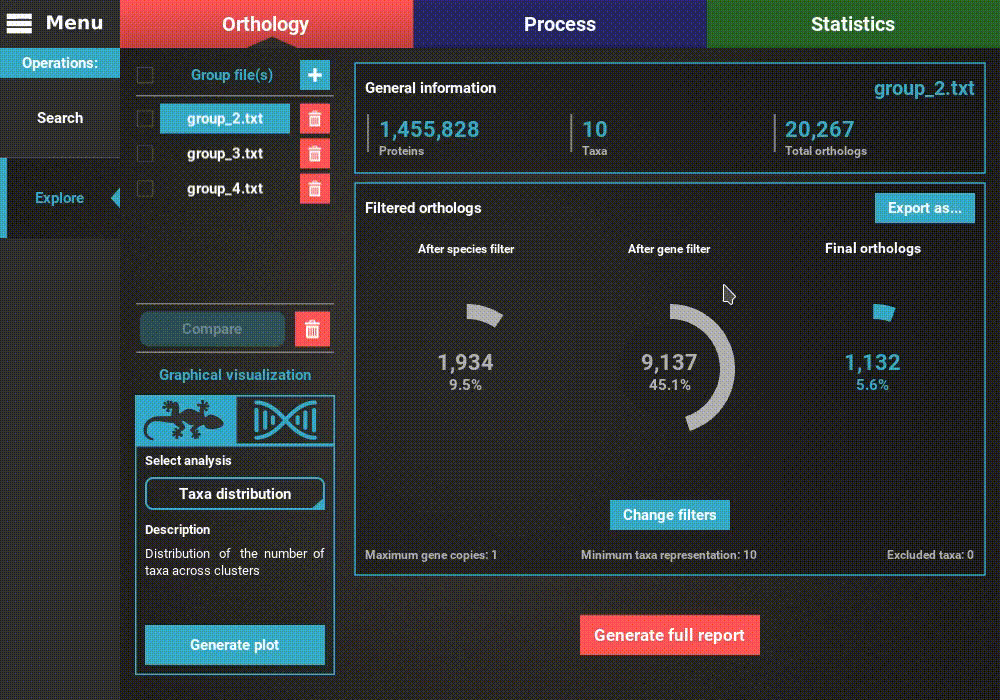 Menu
Orthology
Process
Statistics
Operations:
Search
Explore
Group file(s)
+
group_2.txt
group_3.txt
group_4.txt
Compare
Graphical visualization
Select analysis
Taxa distribution
Description
Distribution of the number of
taxa across clusters
Generate plot
General information
group_2.txt
1,455,828
Proteins
10
Taxa
20,267
Total orthologs
Filtered orthologs
Export as...
After species filter
1,934
9.5%
After gene filter
9,137
45.1%
Final orthologs
1,132
5.6%
Change filters
Maximum gene copies: 1
Minimum taxa representation: 10
Excluded taxa: 0
Generate full report